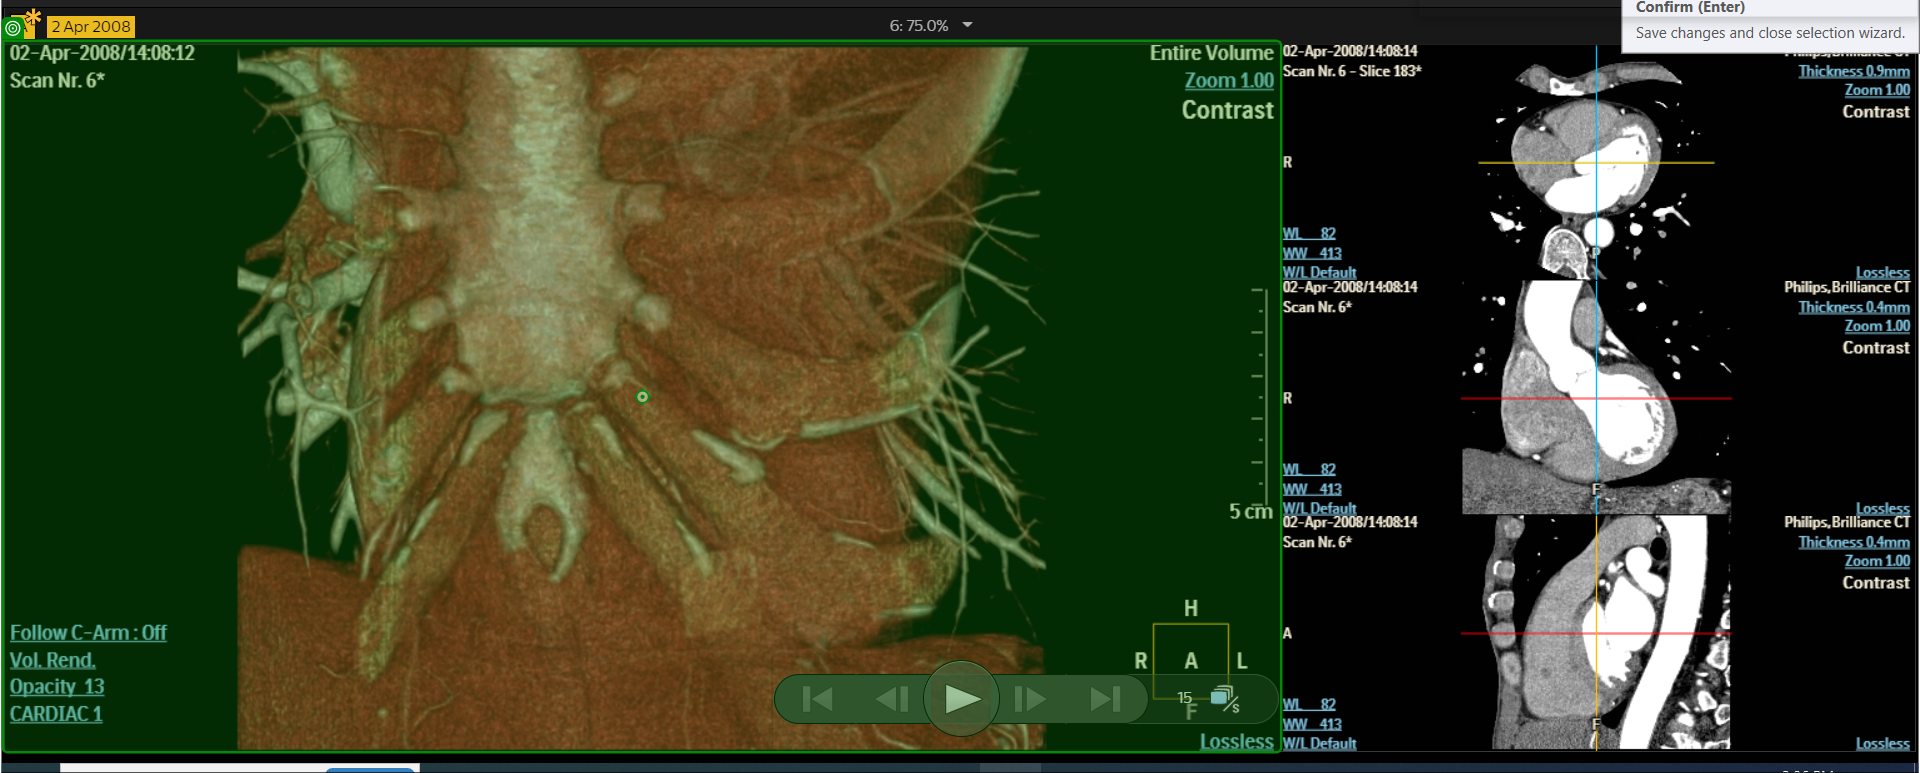 Confirm (Enter)
Save changes and close selection wizard.
2 Apr 2008
6: 75.0%
02-Apr-2008/14:08:12
Scan Nr. 6*
Entire Volume
Zoom 1.00
Contrast
5 cm
Follow C-Arm : Off
Vol. Rend.
Opacity 13
CARDIAC 1
H
R A L
F
15
s
Lossless
02-Apr-2008/14:08:14
Scan Nr. 6 - Slice 183*
Philips,Brilliance CT
Thickness 0.9mm
Zoom 1.00
Contrast
R
P
WL 82
WW 413
W/L Default
Lossless
02-Apr-2008/14:08:14
Scan Nr. 6*
Philips,Brilliance CT
Thickness 0.4mm
Zoom 1.00
Contrast
R
F
WL 82
WW 413
W/L Default
Lossless
02-Apr-2008/14:08:14
Scan Nr. 6*
Philips,Brilliance CT
Thickness 0.4mm
Zoom 1.00
Contrast
A
F
WL 82
WW 413
W/L Default
Lossless